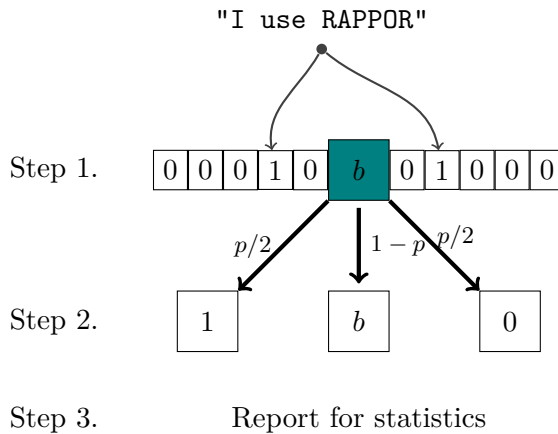 "I use RAPPOR"
Step 1. 0 0 0 1 0 b 0 1 0 0 0
p/2 1 − p p/2
Step 2. 1 b 0
Step 3. Report for statistics